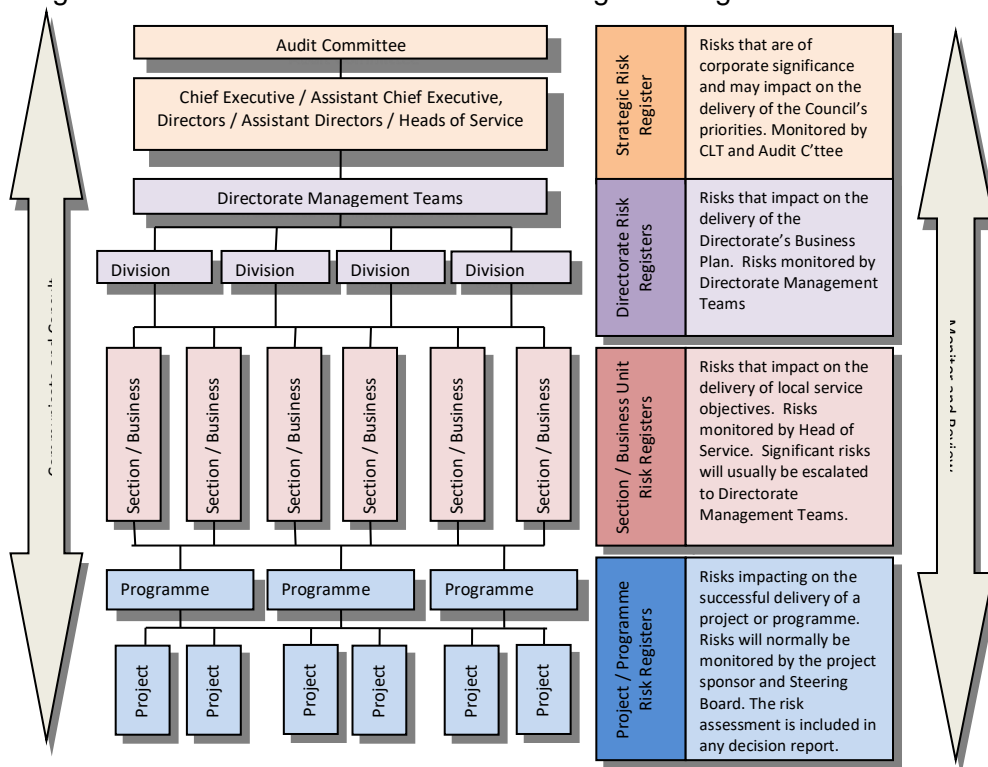 Audit Committee
Chief Executive / Assistant Chief Executive,
Directors / Assistant Directors / Heads of Service
Directorate Management Teams
Division
Division
Division
Division
Section / Business
Section / Business
Section / Business
Section / Business
Section / Business
Section / Business
Programme
Programme
Programme
Project
Project
Project
Project
Project
Project
Strategic Risk
Register
Risks that are of
corporate significance
and may impact on the
delivery of the Council’s
priorities. Monitored by
CLT and Audit C’ttee
Directorate Risk
Registers
Risks that impact on the
delivery of the
Directorate’s Business
Plan.  Risks monitored by
Directorate Management
Teams
Section / Business Unit
Risk Registers
Risks that impact on the
delivery of local service
objectives.  Risks
monitored by Head of
Service.  Significant risks
will usually be escalated
to Directorate
Management Teams.
Project / Programme
Risk Registers
Risks impacting on the
successful delivery of a
project or programme.
Risks will normally be
monitored by the project
sponsor and Steering
Board. The risk
assessment is included in
any decision report.
Monitor and Review